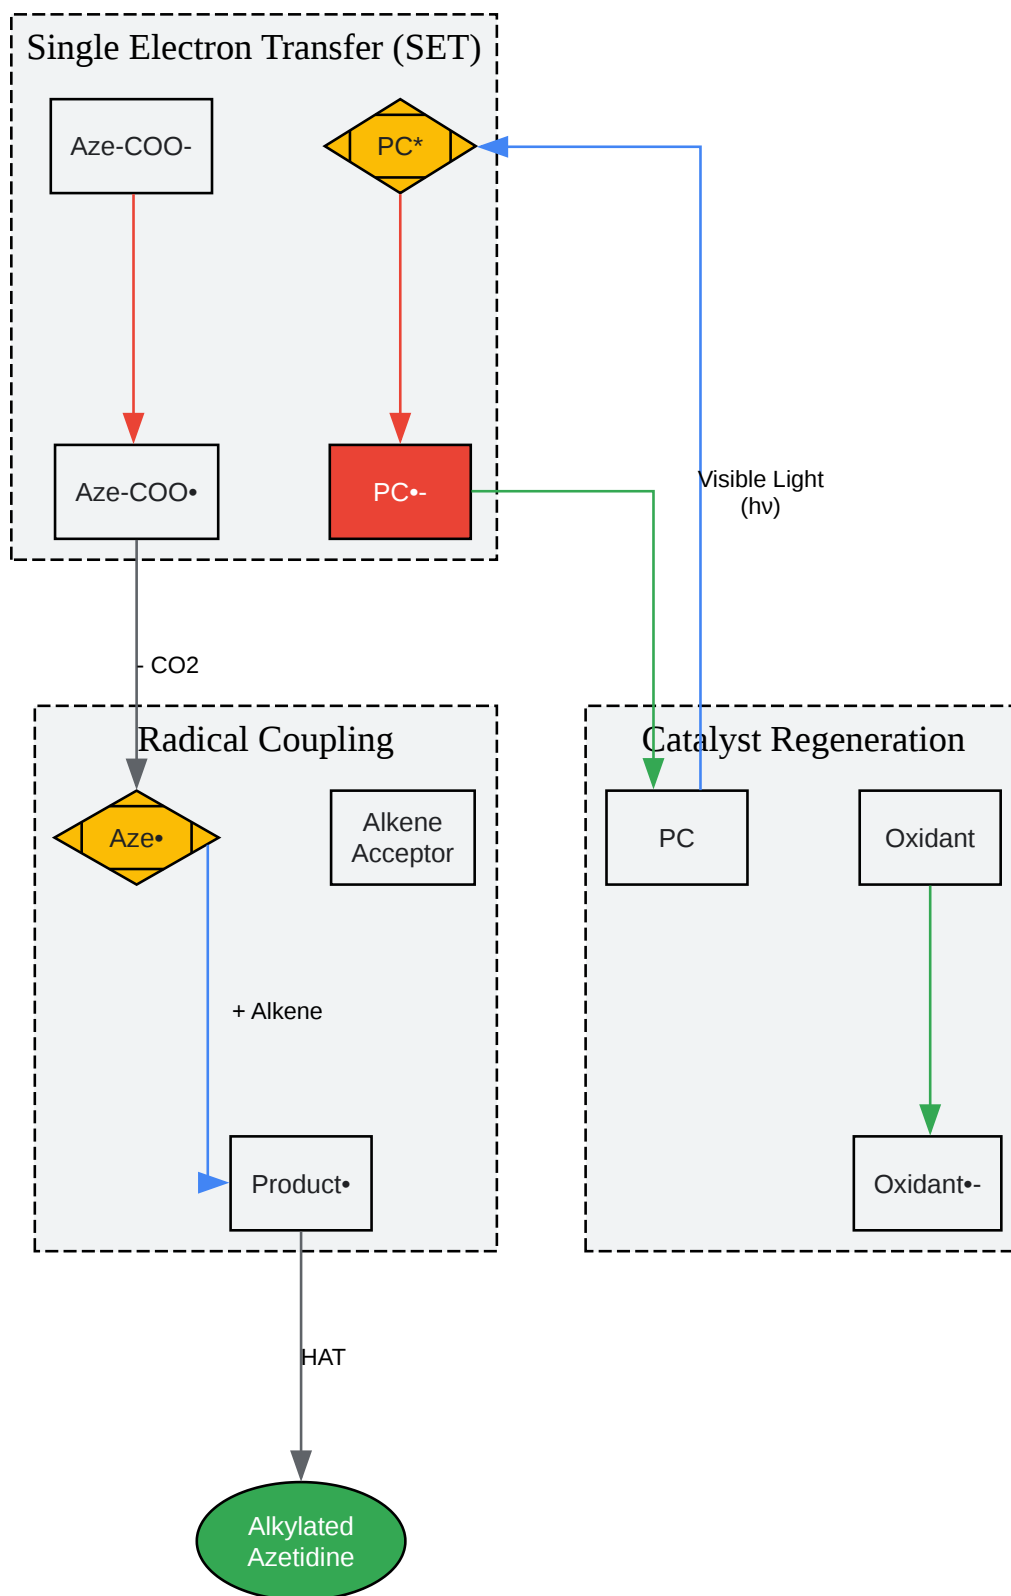 Single Electron Transfer (SET)
Aze-COO-
PC*
Aze-COO•
PC•-
Visible Light
(hν)
- CO2
Radical Coupling
Catalyst Regeneration
Aze•
Alkene
Acceptor
PC
Oxidant
+ Alkene
Product•
Oxidant•-
HAT
Alkylated
Azetidine